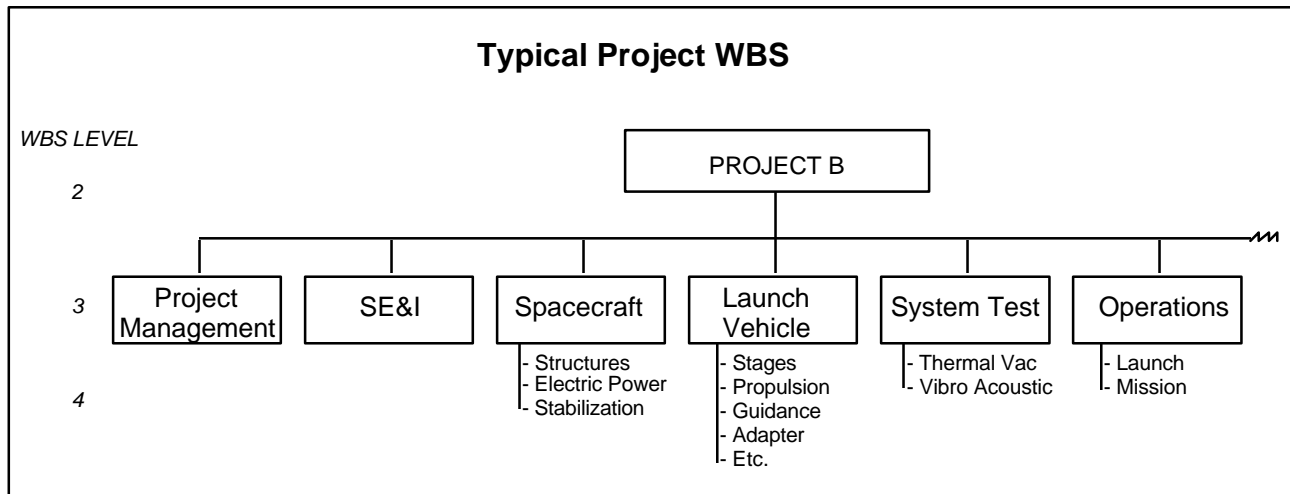 Typical Project WBS
WBS LEVEL
2
PROJECT B
3
Project
Management
SE&I
Spacecraft
Launch
Vehicle
System Test
Operations
4
- Structures
- Electric Power
- Stabilization
- Stages
- Propulsion
- Guidance
- Adapter
- Etc.
- Thermal Vac
- Vibro Acoustic
- Launch
- Mission